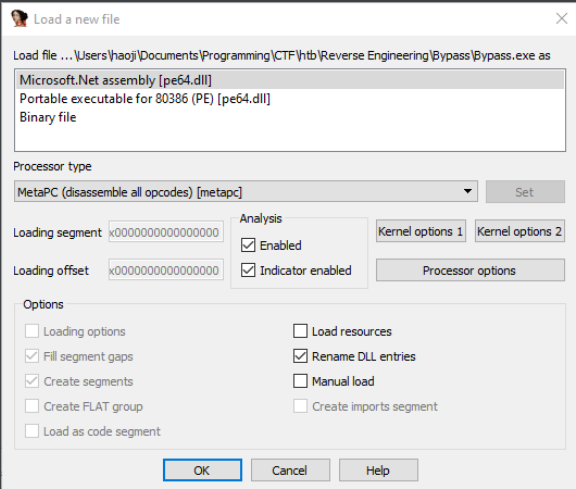 Load a new file
Load file ...\Users\haoji\Documents\Programming\CTF\htb\Reverse Engineering\Bypass\Bypass.exe as
Microsoft.Net assembly [pe64.dll]
Portable executable for 80386 (PE) [pe64.dll]
Binary file
Processor type
MetaPC (disassemble all opcodes) [metapc]
Set
Loading segment
x0000000000000000
Analysis
Enabled
Kernel options 1
Kernel options 2
Loading offset
x0000000000000000
Indicator enabled
Processor options
Options
Loading options
Load resources
Fill segment gaps
Rename DLL entries
Create segments
Manual load
Create FLAT group
Create imports segment
Load as code segment
OK
Cancel
Help